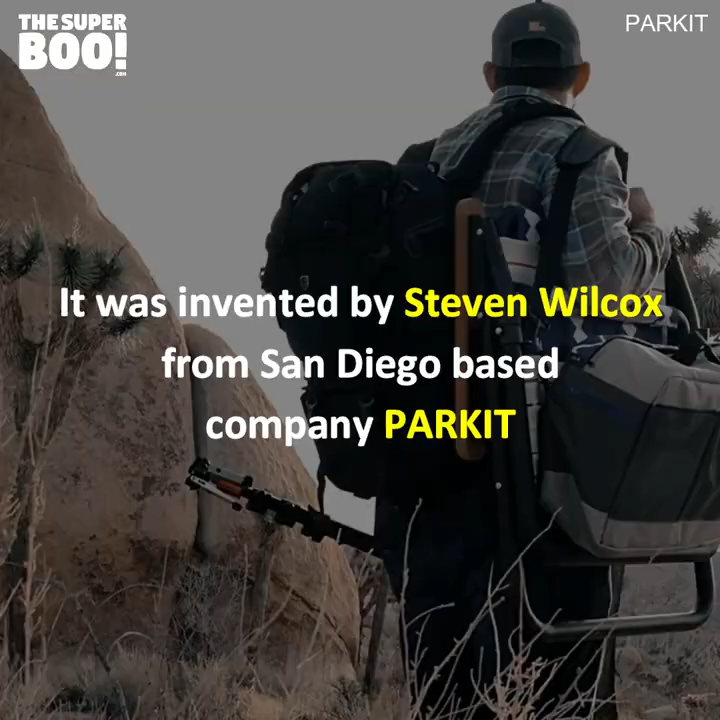 THE SUPER
BOO!
.COM
PARKIT
It was invented by Steven Wilcox
from San Diego based
company PARKIT